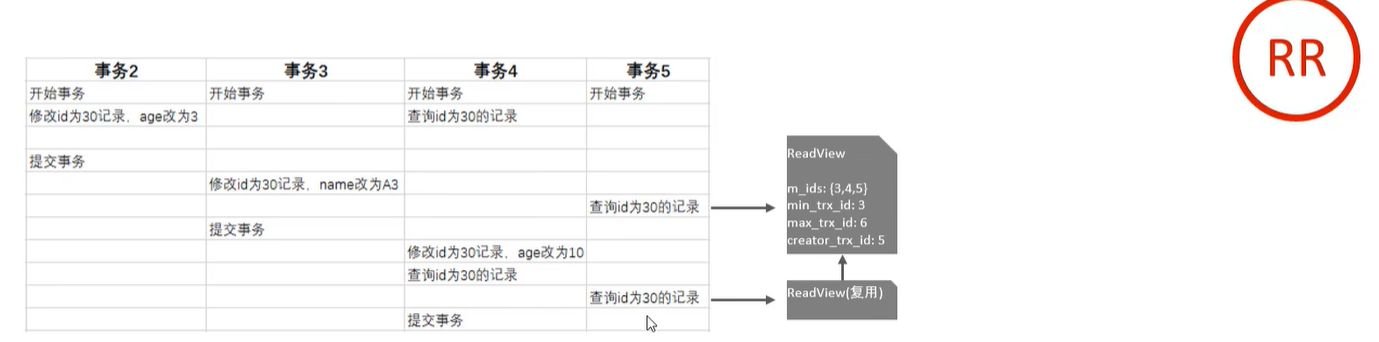 RR
事务2 事务3 事务4 事务5
开始事务 开始事务 开始事务 开始事务
修改id为30记录，age改为3 查询id为30的记录
提交事务
修改id为30记录，name改为A3
查询id为30的记录
提交事务
修改id为30记录，age改为10
查询id为30的记录
查询id为30的记录
提交事务
ReadView
m_ids: {3,4,5}
min_trx_id: 3
max_trx_id: 6
creator_trx_id: 5
ReadView(复用)